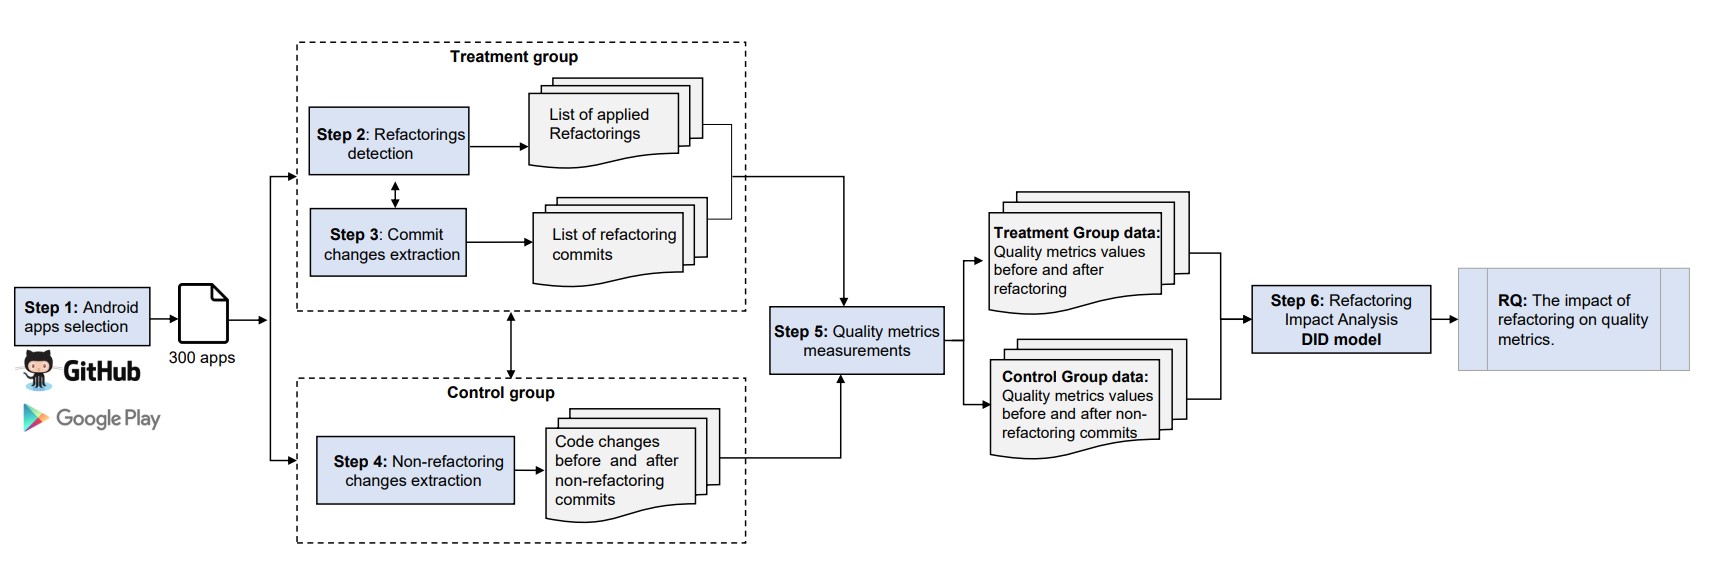 Step 1: Android
apps selection
GitHub
Google Play
300 apps
Treatment group
Step 2: Refactorings
detection
List of applied
Refactorings
Step 3: Commit
changes extraction
List of refactoring
commits
Control group
Step 4: Non-refactoring
changes extraction
Code changes
before and after
non-refactoring
commits
Step 5: Quality metrics
measurements
Treatment Group data:
Quality metrics values
before and after
refactoring
Control Group data:
Quality metrics values
before and after non-
refactoring commits
Step 6: Refactoring
Impact Analysis
DID model
RQ: The impact of
refactoring on quality
metrics.